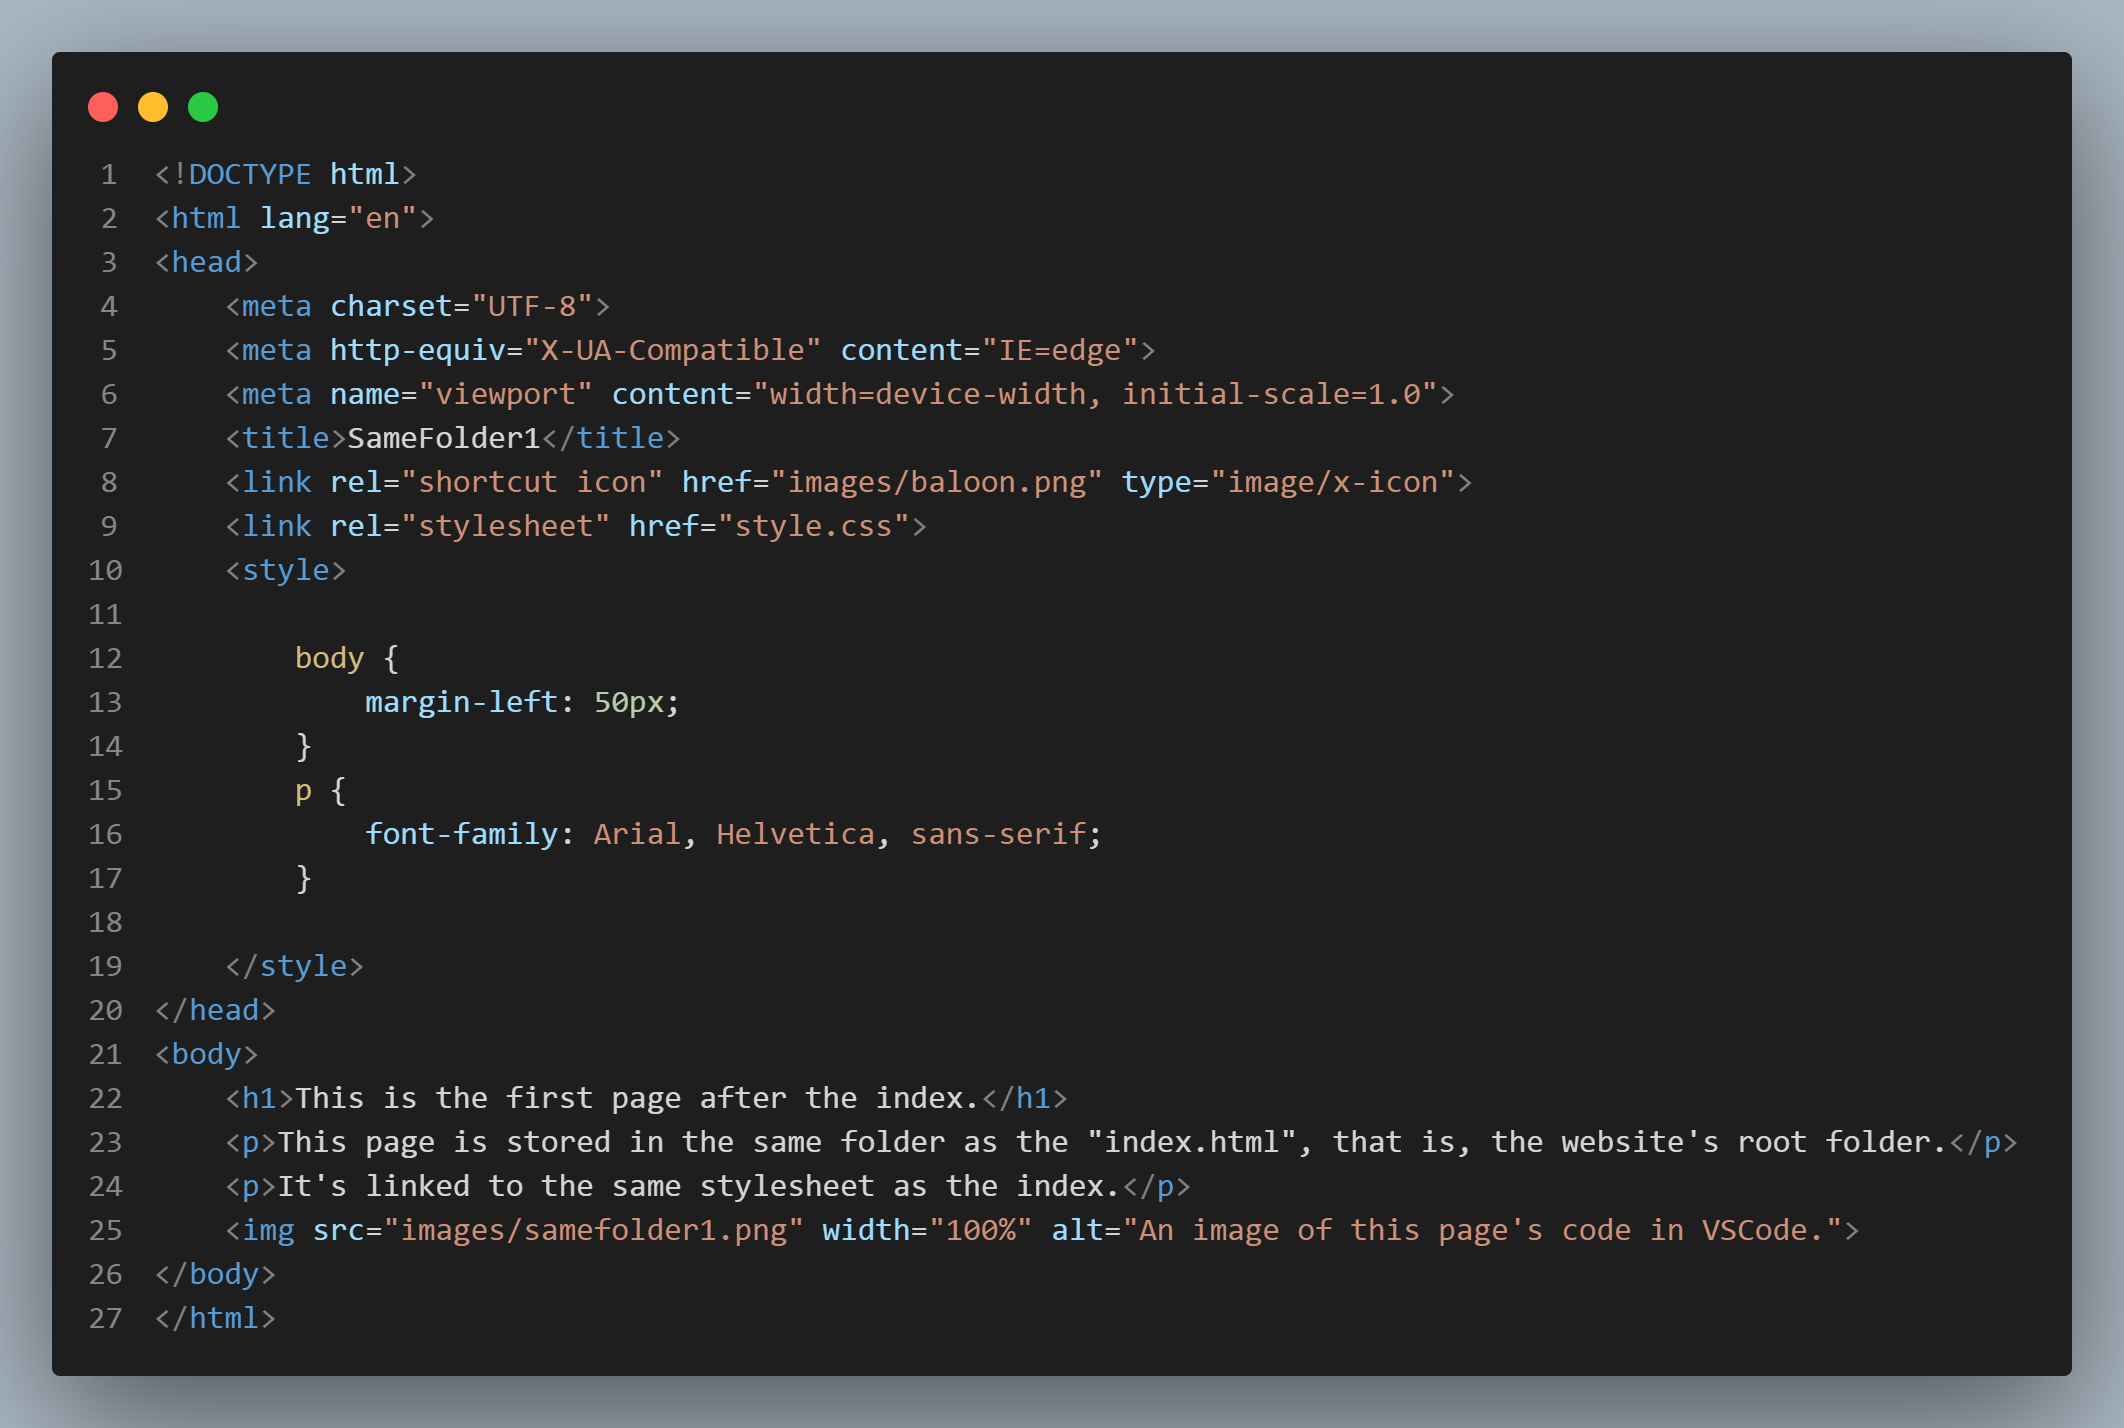 1 <!DOCTYPE html>
2 <html lang="en">
3 <head>
4     <meta charset="UTF-8">
5     <meta http-equiv="X-UA-Compatible" content="IE=edge">
6     <meta name="viewport" content="width=device-width, initial-scale=1.0">
7     <title>SameFolder1</title>
8     <link rel="shortcut icon" href="images/baloon.png" type="image/x-icon">
9     <link rel="stylesheet" href="style.css">
10     <style>
11
12         body {
13             margin-left: 50px;
14         }
15         p {
16             font-family: Arial, Helvetica, sans-serif;
17         }
18
19     </style>
20 </head>
21 <body>
22     <h1>This is the first page after the index.</h1>
23     <p>This page is stored in the same folder as the "index.html", that is, the website's root folder.</p>
24     <p>It's linked to the same stylesheet as the index.</p>
25     <img src="images/samefolder1.png" width="100%" alt="An image of this page's code in VSCode.">
26 </body>
27 </html>